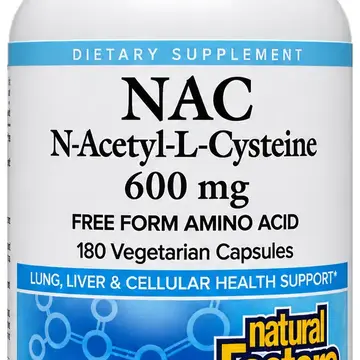 DIETARY SUPPLEMENT
NAC
N-Acetyl-L-Cysteine
600 mg
FREE FORM AMINO ACID
180 Vegetarian Capsules
LUNG, LIVER & CELLULAR HEALTH SUPPORT*
natural